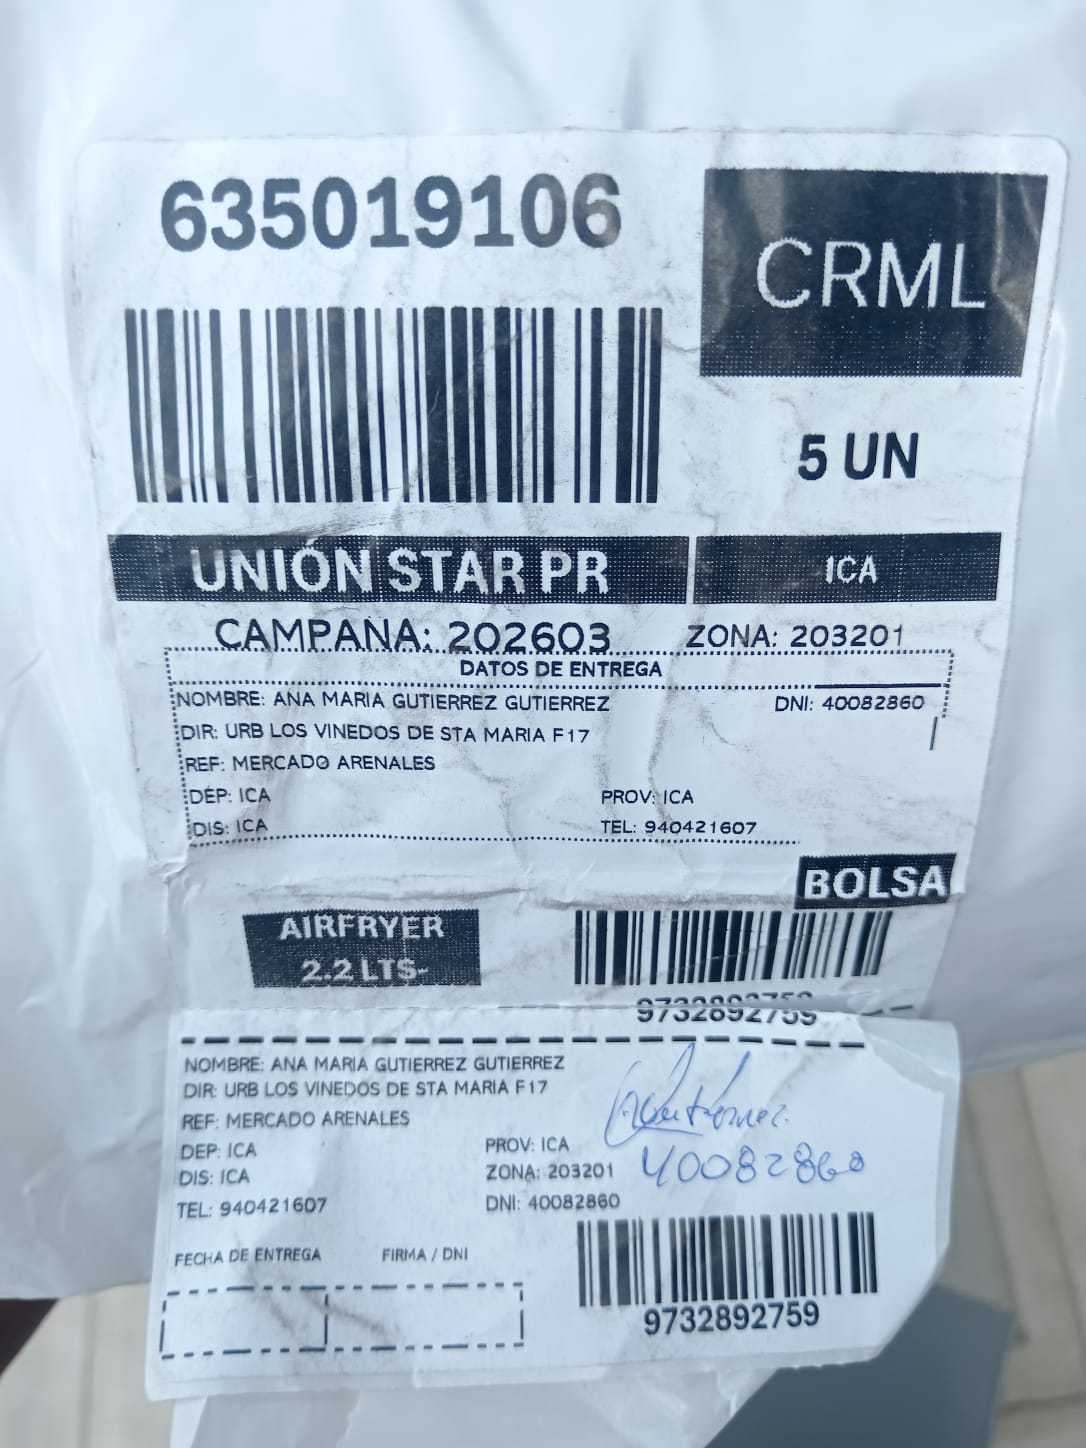 635019106
CRML
5 UN
UNIÓN STAR PR
ICA
CAMPAÑA: 202603
ZONA: 203201
DATOS DE ENTREGA
NOMBRE: ANA MARIA GUTIERREZ GUTIERREZ
DNI: 40082860
DIR: URB LOS VINEDOS DE STA MARIA F17
REF: MERCADO ARENALES
DEP: ICA
PROV: ICA
DIS: ICA
TEL: 940421607
BOLSA
AIRFRYER
2.2 LTS-
9732892759
NOMBRE: ANA MARIA GUTIERREZ GUTIERREZ
DIR: URB LOS VINEDOS DE STA MARIA F17
REF: MERCADO ARENALES
DEP: ICA
PROV: ICA
DIS: ICA
ZONA: 203201
40082860
TEL: 940421607
DNI: 40082860
FECHA DE ENTREGA
FIRMA / DNI
9732892759